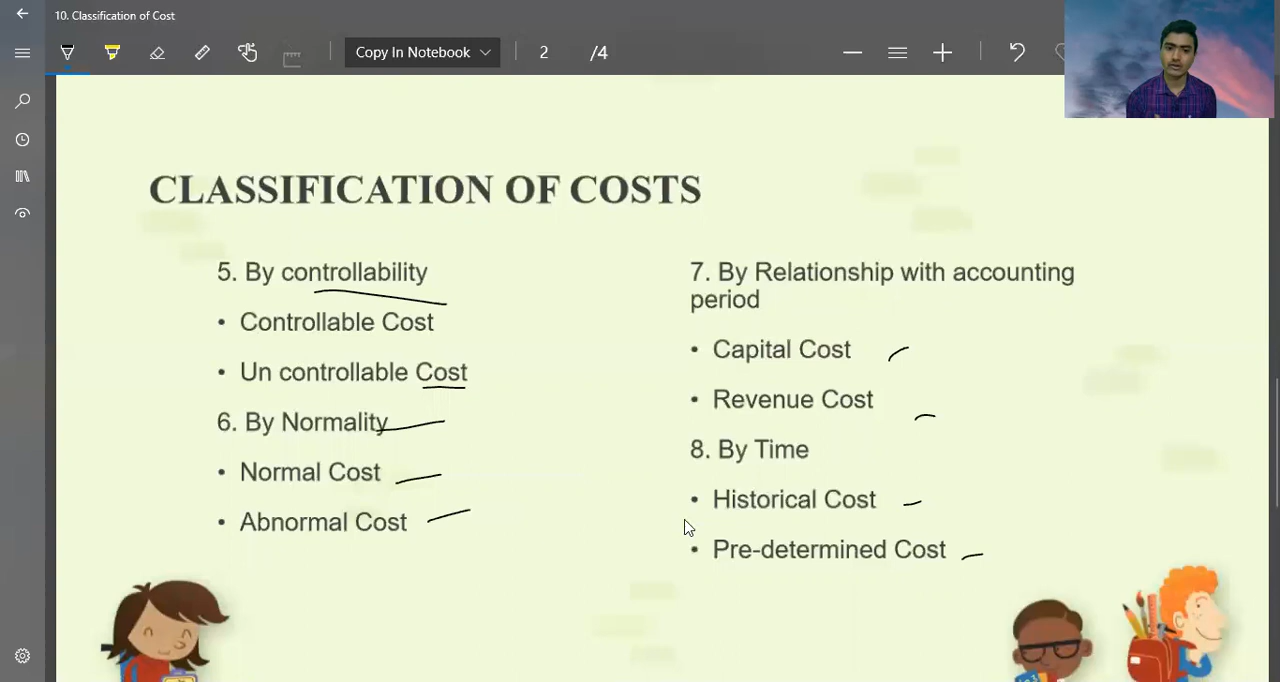 10. Classification of Cost
Copy In Notebook
2 /4
CLASSIFICATION OF COSTS
5. By controllability
• Controllable Cost
• Un controllable Cost
6. By Normality
• Normal Cost
• Abnormal Cost
7. By Relationship with accounting
period
• Capital Cost
• Revenue Cost
8. By Time
• Historical Cost
• Pre-determined Cost